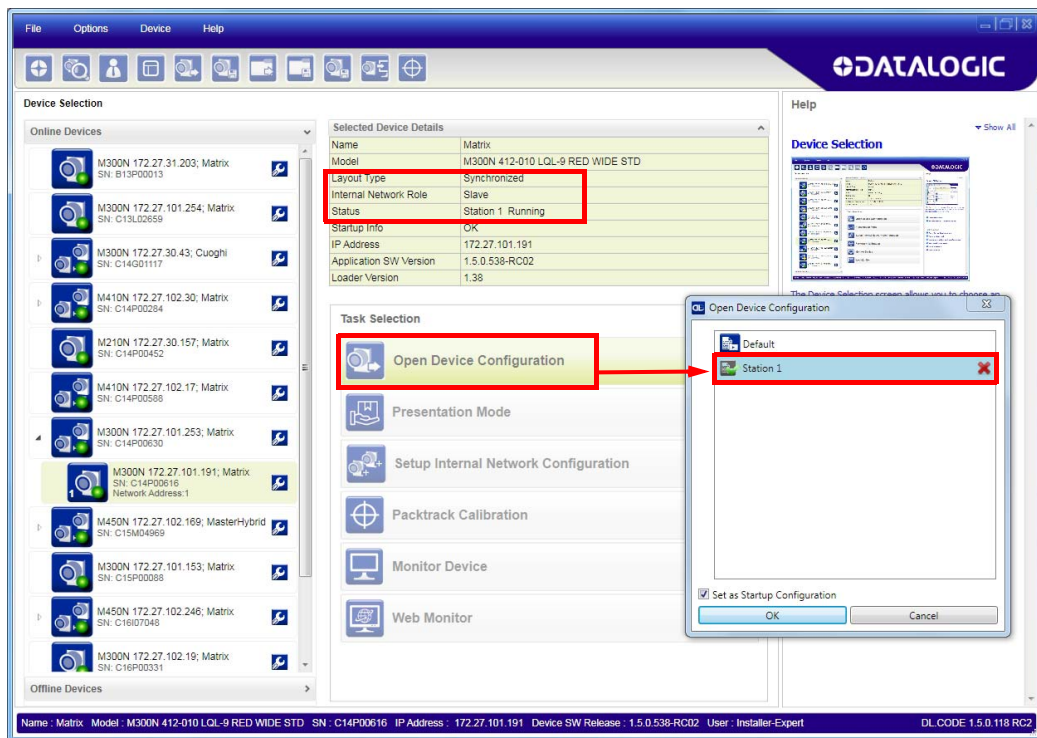 File Options Device Help
DATALOGIC
Device Selection
Online Devices
M300N 172.27.31.203; Matrix
SN: B13P00013
M300N 172.27.101.254; Matrix
SN: C13L02659
M300N 172.27.30.43; Cuoghi
SN: C14G01117
M410N 172.27.102.30; Matrix
SN: C14P00284
M210N 172.27.30.157; Matrix
SN: C14P00452
M410N 172.27.102.17; Matrix
SN: C14P00588
M300N 172.27.101.253; Matrix
SN: C14P00630
M300N 172.27.101.191; Matrix
SN: C14P00616
Network Address:1
1
M450N 172.27.102.169; MasterHybrid
SN: C15M04969
M300N 172.27.101.153; Matrix
SN: C15P00088
M450N 172.27.102.246; Matrix
SN: C16I07048
M300N 172.27.102.19; Matrix
SN: C16P00331
Offline Devices
Selected Device Details
Name Matrix
Model M300N 412-010 LQL-9 RED WIDE STD
Layout Type Synchronized
Internal Network Role Slave
Status Station 1 Running
Startup Info OK
IP Address 172.27.101.191
Application SW Version 1.5.0.538-RC02
Loader Version 1.38
Task Selection
Open Device Configuration
Presentation Mode
Setup Internal Network Configuration
Packtrack Calibration
Monitor Device
Web Monitor
Help
Show All
Device Selection
The Device Selection screen allows you to choose an
Open Device Configuration
Default
Station 1
Set as Startup Configuration
OK Cancel
Name : Matrix Model : M300N 412-010 LQL-9 RED WIDE STD SN : C14P00616 IP Address : 172.27.101.191 Device SW Release : 1.5.0.538-RC02 User : Installer-Expert DL.CODE 1.5.0.118 RC2